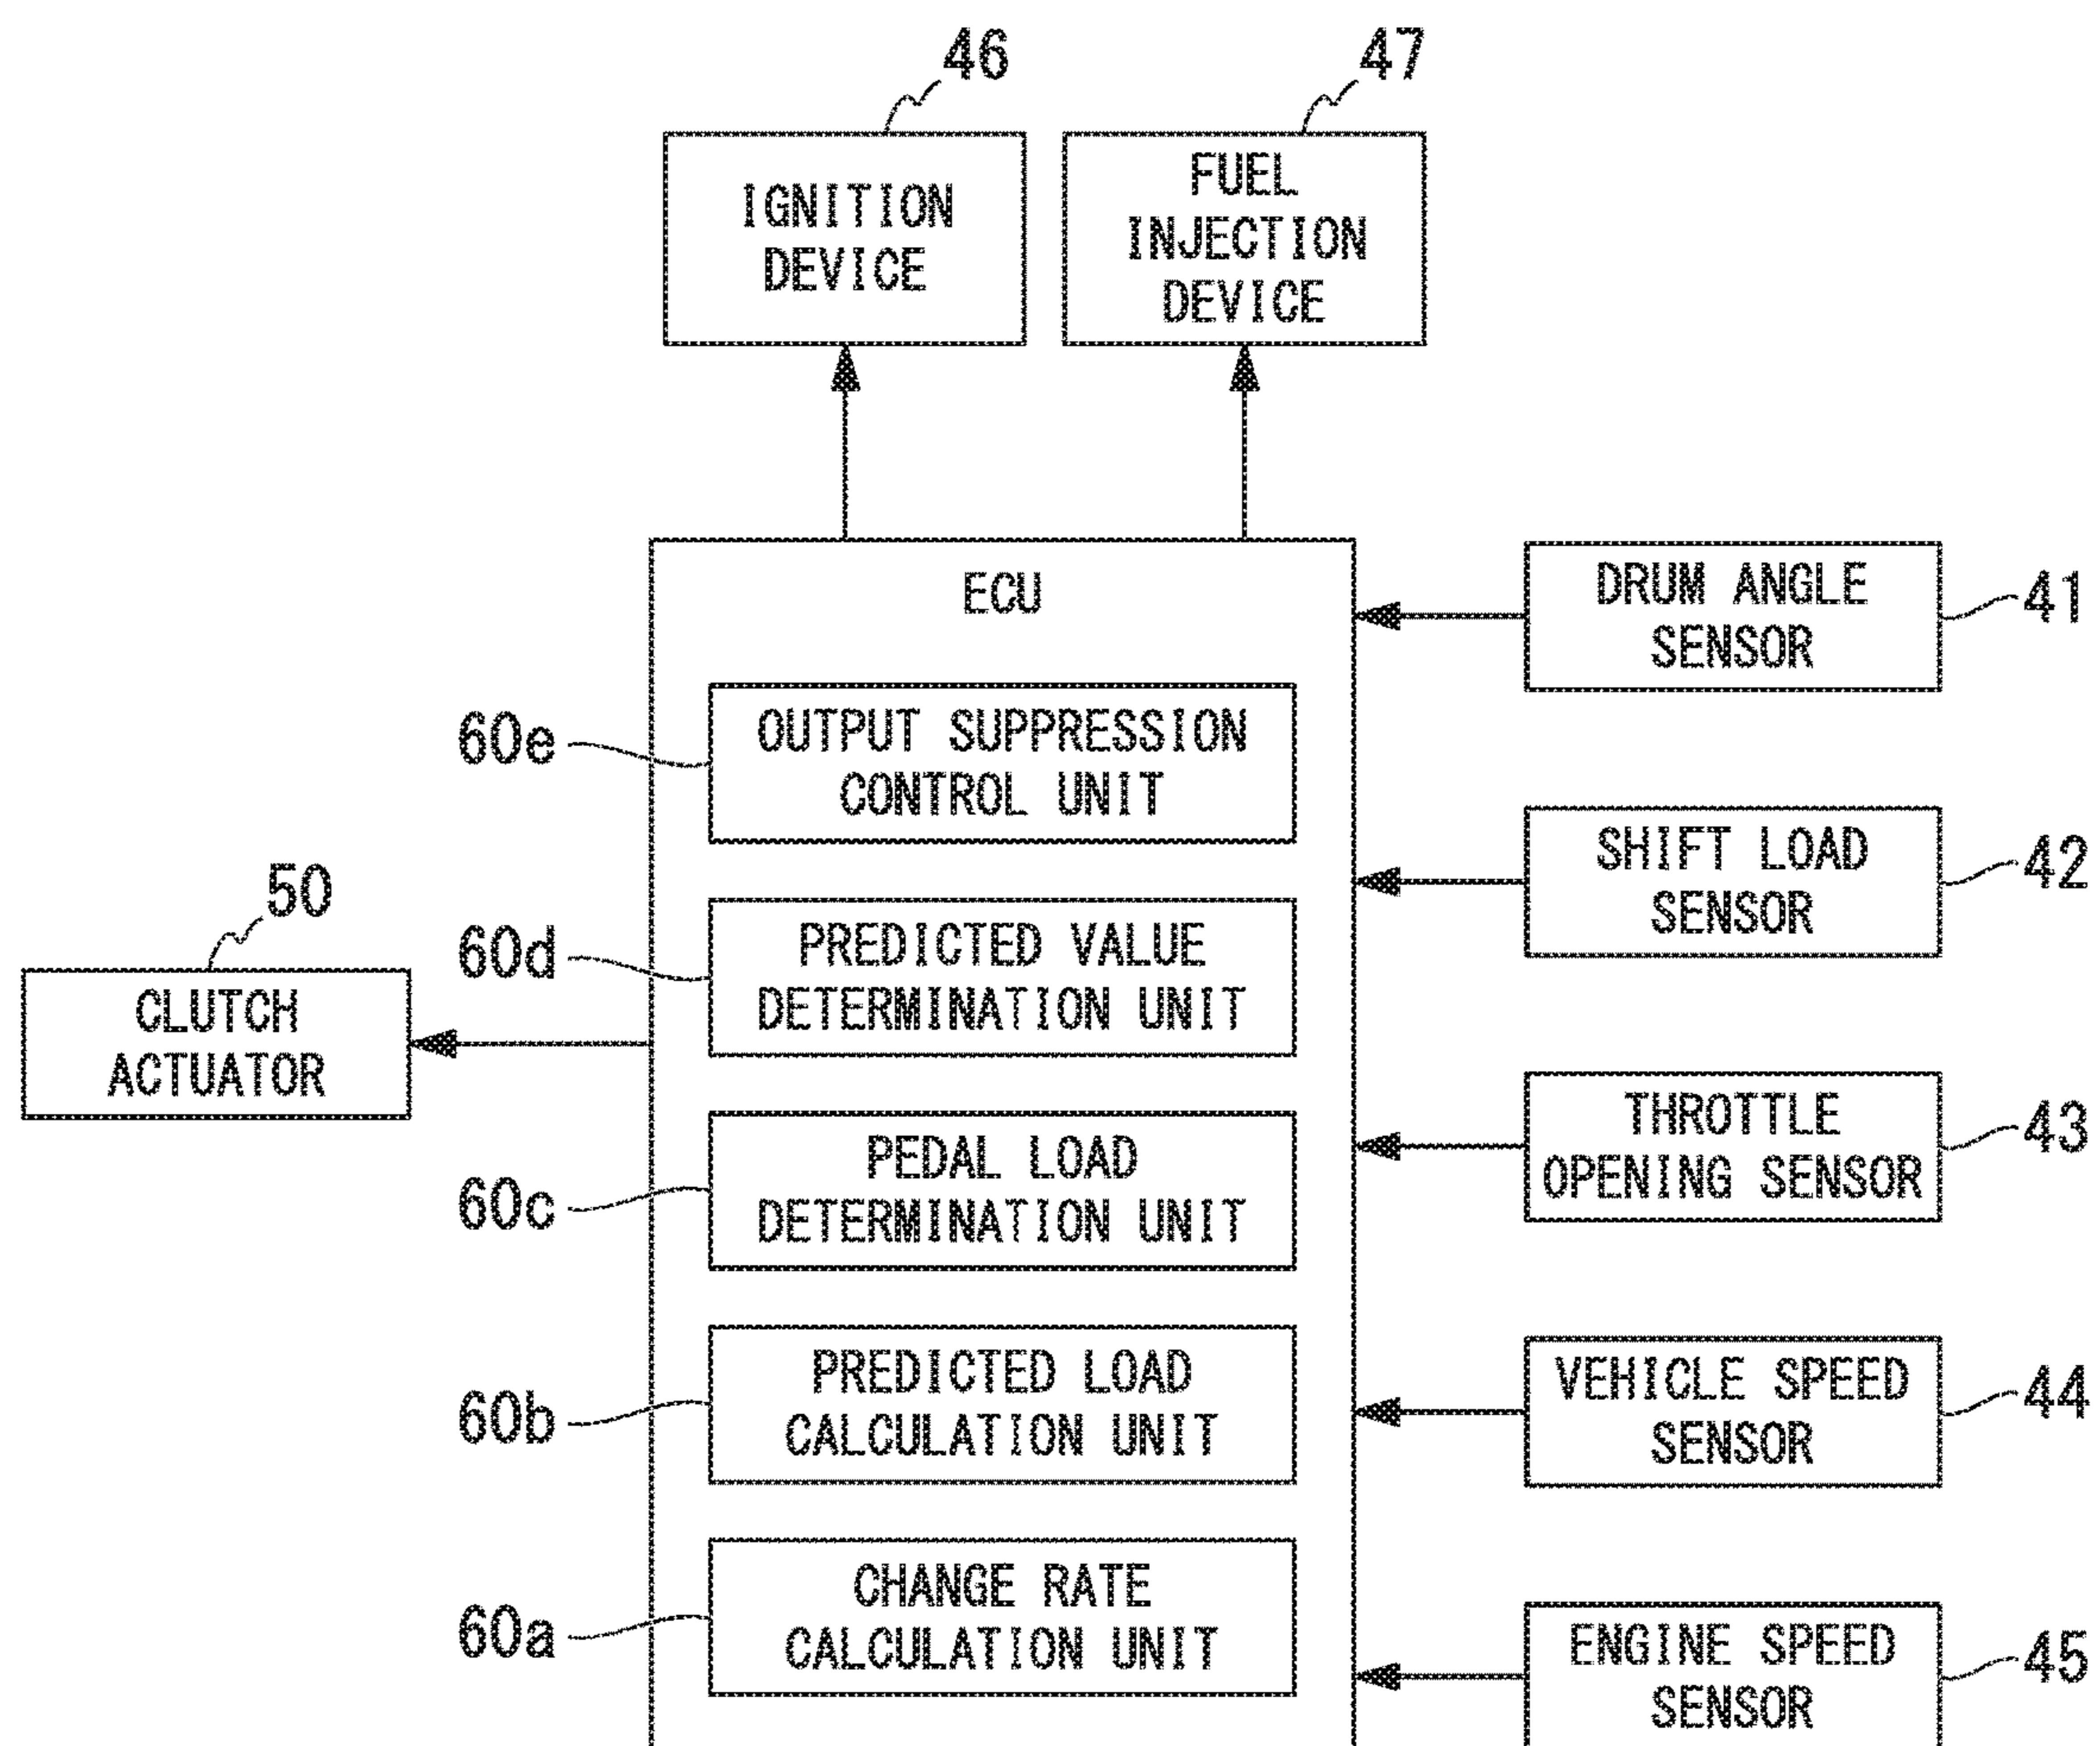 46
47
IGNITION
DEVICE
FUEL
INJECTION
DEVICE
ECU
DRUM ANGLE
SENSOR
41
60e
OUTPUT SUPPRESSION
CONTROL UNIT
SHIFT LOAD
SENSOR
42
50
CLUTCH
ACTUATOR
60d
PREDICTED VALUE
DETERMINATION UNIT
THROTTLE
OPENING SENSOR
43
60c
PEDAL LOAD
DETERMINATION UNIT
VEHICLE SPEED
SENSOR
44
60b
PREDICTED LOAD
CALCULATION UNIT
60a
CHANGE RATE
CALCULATION UNIT
ENGINE SPEED
SENSOR
45